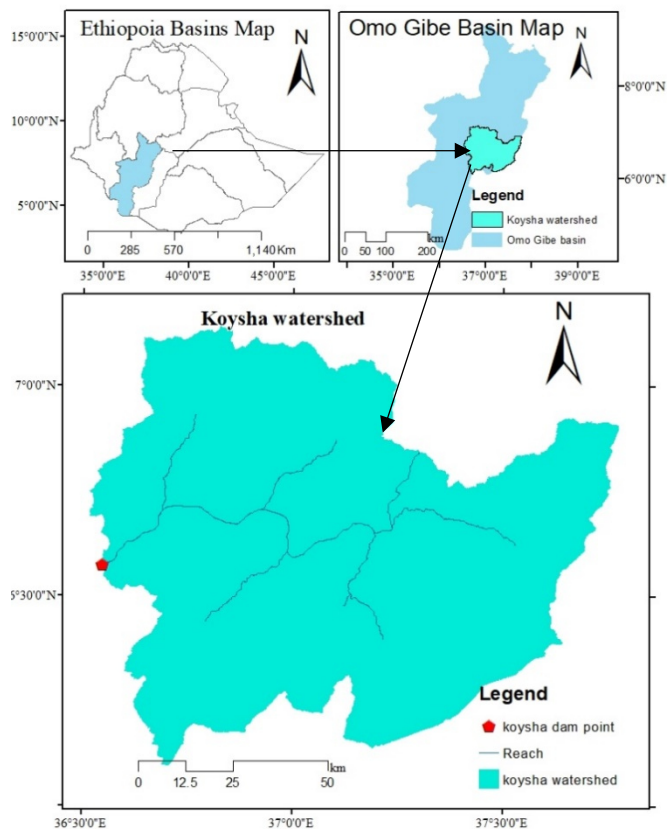 Ethiopoia Basins Map
N
15°0'0"N
10°0'0"N
5°0'0"N
0 285 570 1,140Km
35°0'0"E 40°0'0"E 45°0'0"E
Omo Gibe Basin Map
N
8°0'0"N
6°0'0"N
Legend
Koysha watershed
Omo Gibe basin
0 50 100 200 km
35°0'0"E 37°0'0"E 39°0'0"E
Koysha watershed
N
7°0'0"N
6°30'0"N
Legend
koysha dam point
Reach
koysha watershed
km
0 12.5 25 50
36°30'0"E 37°0'0"E 37°30'0"E